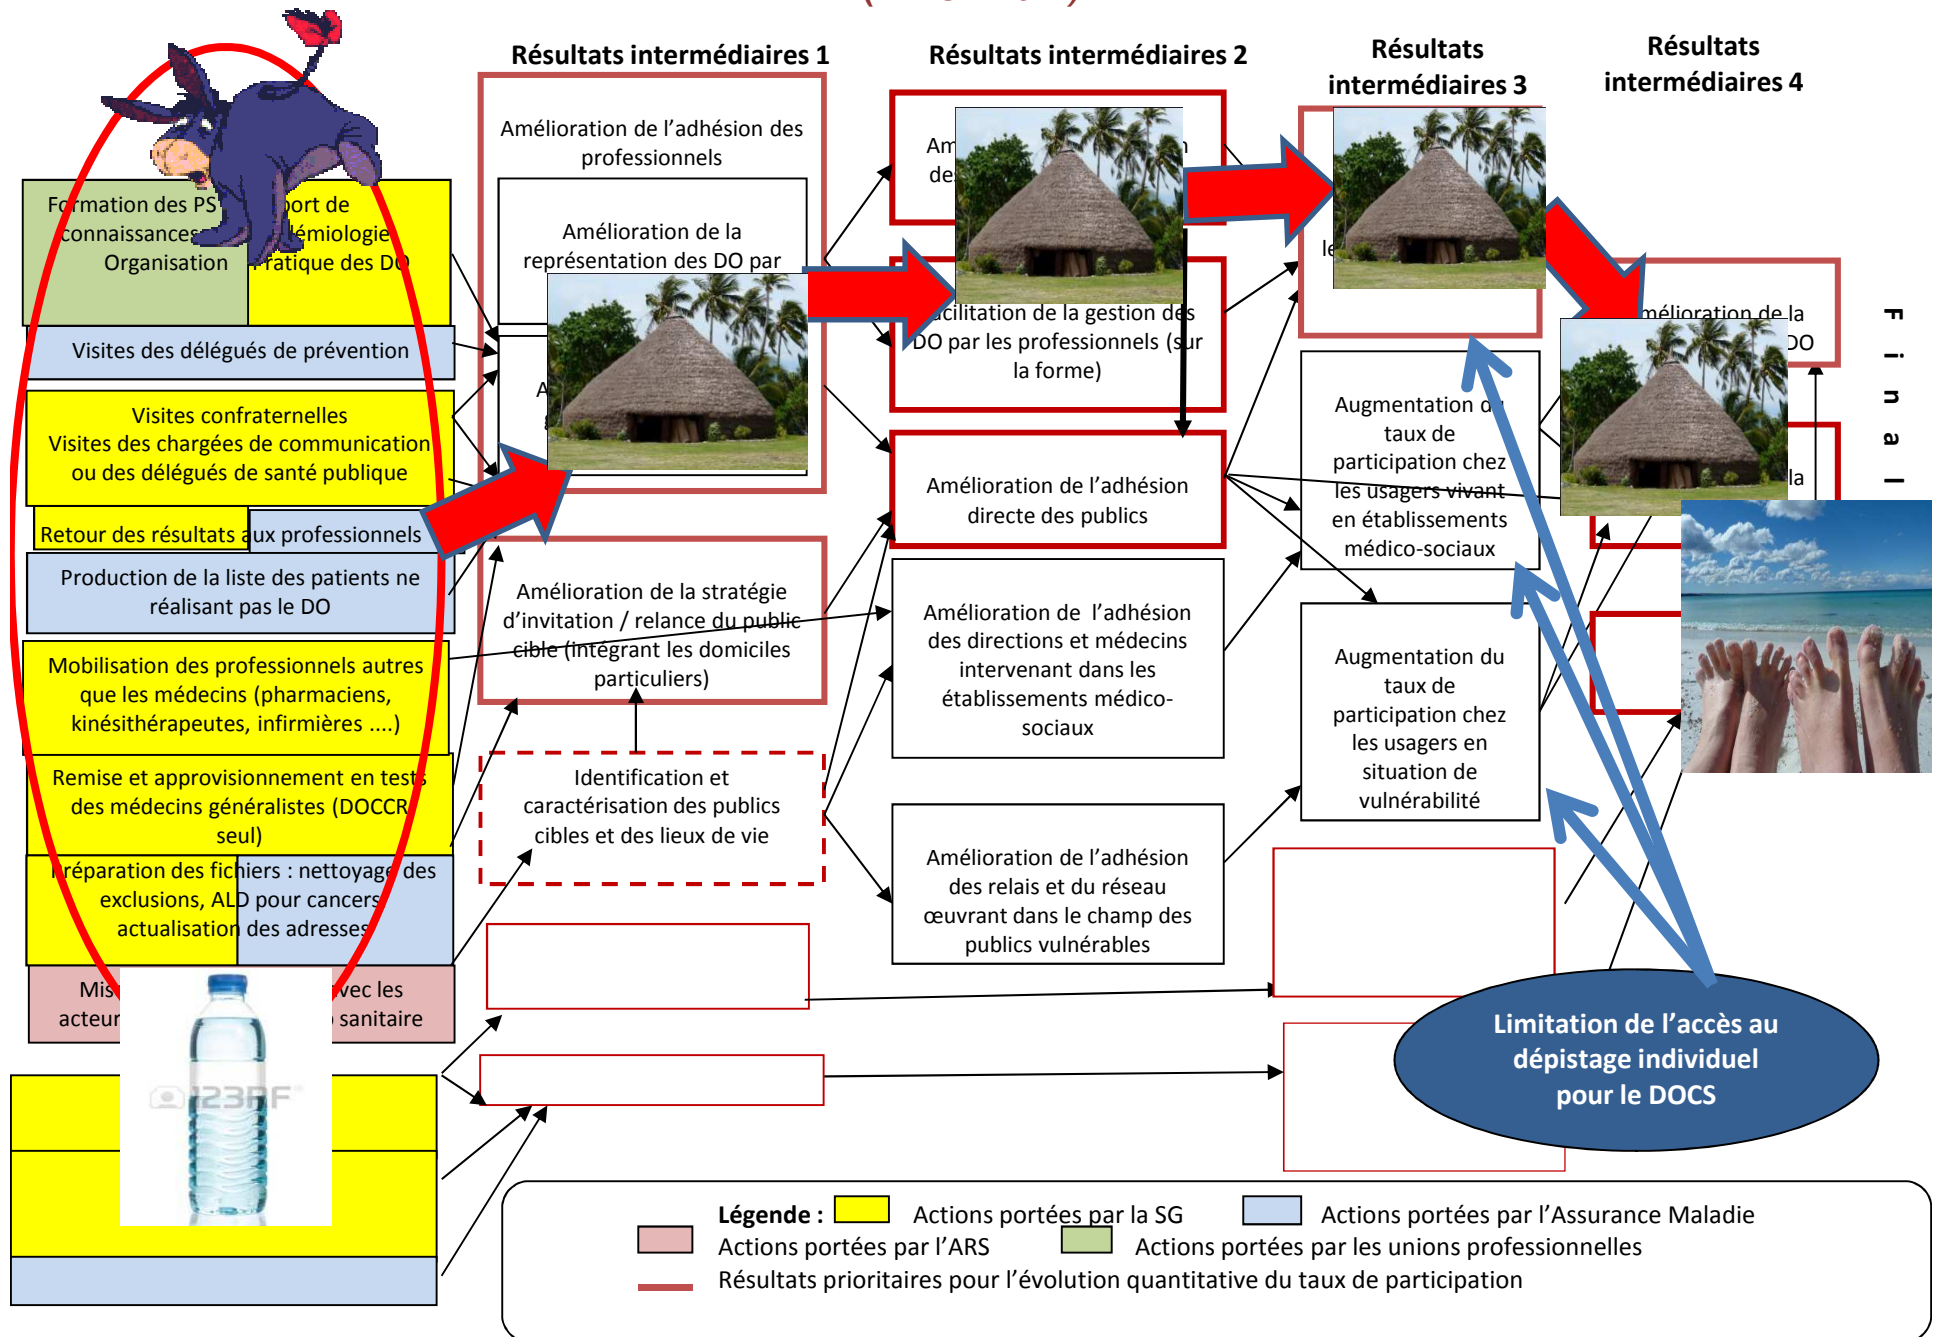 Résultats intermédiaires 1
Résultats intermédiaires 2
Résultats
intermédiaires 3
Résultats
intermédiaires 4
Formation des PS
connaissances
Organisation
Pratique des DO
Visites des délégués de prévention
Visites confraternelles
Visites des chargées de communication
ou des délégués de santé publique
Retour des résultats aux professionnels
Production de la liste des patients ne
réalisant pas le DO
Mobilisation des professionnels autres
que les médecins (pharmaciens,
kinésithérapeutes, infirmières ....)
Remise et approvisionnement en tests
des médecins généralistes (DOCCR
seul)
Préparation des fichiers : nettoyage des
exclusions, ALD pour cancers,
actualisation des adresses
avec les
sanitaire
123RF
Amélioration de l’adhésion des
professionnels
Amélioration de la
représentation des DO par
Amélioration de la stratégie
d’invitation / relance du public
cible (intégrant les domiciles
particuliers)
Identification et
caractérisation des publics
cibles et des lieux de vie
Facilitation de la gestion des
DO par les professionnels (sur
la forme)
Amélioration de l’adhésion
directe des publics
Amélioration de  l’adhésion
des directions et médecins
intervenant dans les
établissements médico-
sociaux
Amélioration de l’adhésion
des relais et du réseau
œuvrant dans le champ des
publics vulnérables
Augmentation du
taux de
participation chez
les usagers vivant
en établissements
médico-sociaux
Augmentation du
taux de
participation chez
les usagers en
situation de
vulnérabilité
Amélioration de la
DO
la
Final
Limitation de l’accès au
dépistage individuel
pour le DOCS
Légende : Actions portées par la SG Actions portées par l’Assurance Maladie
Actions portées par l’ARS Actions portées par les unions professionnelles
Résultats prioritaires pour l’évolution quantitative du taux de participation